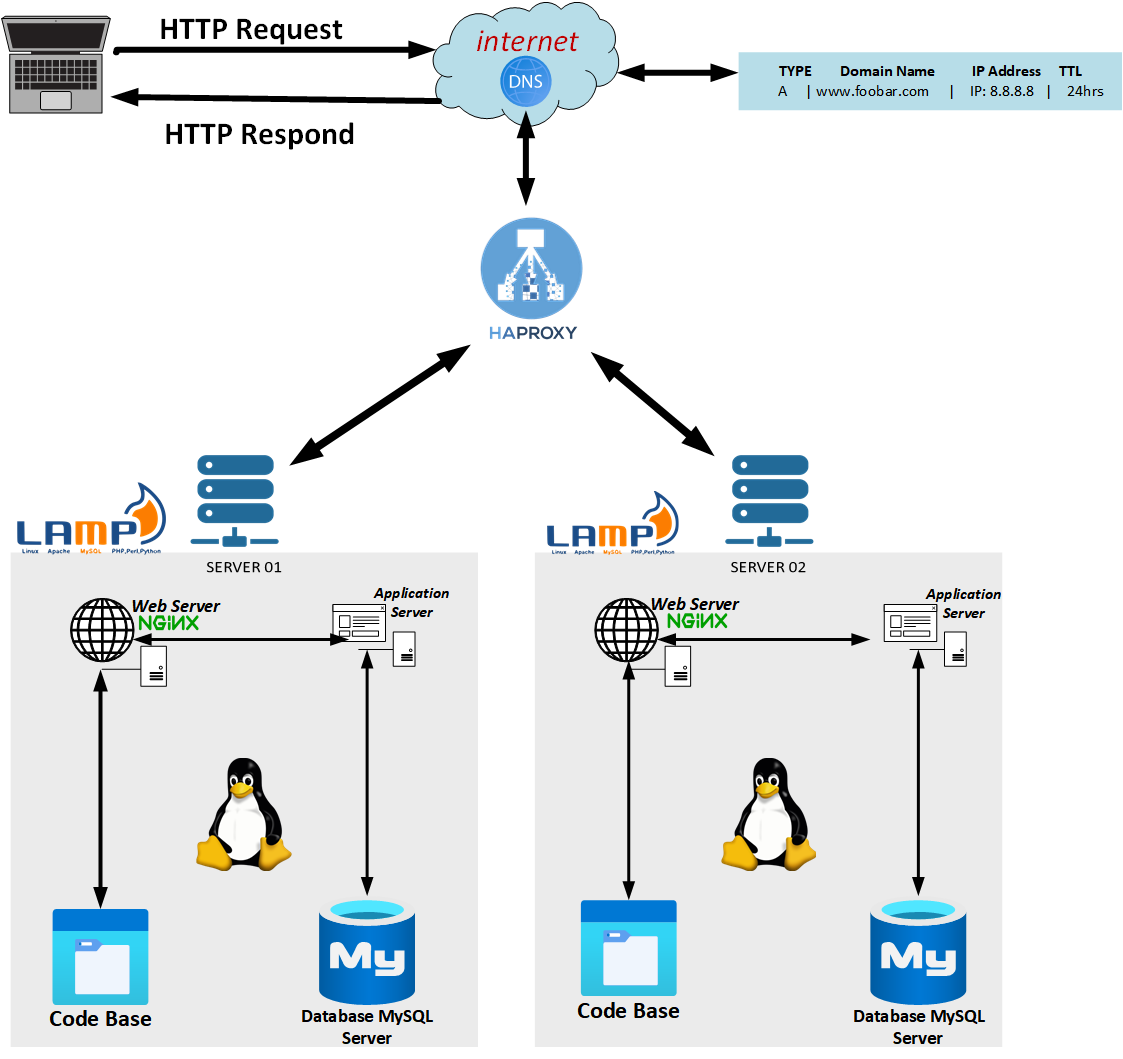 HTTP Request
internet
DNS
HTTP Respond
TYPE Domain Name IP Address TTL
A | www.foobar.com | IP: 8.8.8.8 | 24hrs
HAPROXY
LAMP
Linux Apache MySQL PHP,Perl,Python
SERVER 01
Web Server
NGINX
Application
Server
Code Base
My
Database MySQL
Server
LAMP
Linux Apache MySQL PHP,Perl,Python
SERVER 02
Web Server
NGINX
Application
Server
Code Base
My
Database MySQL
Server